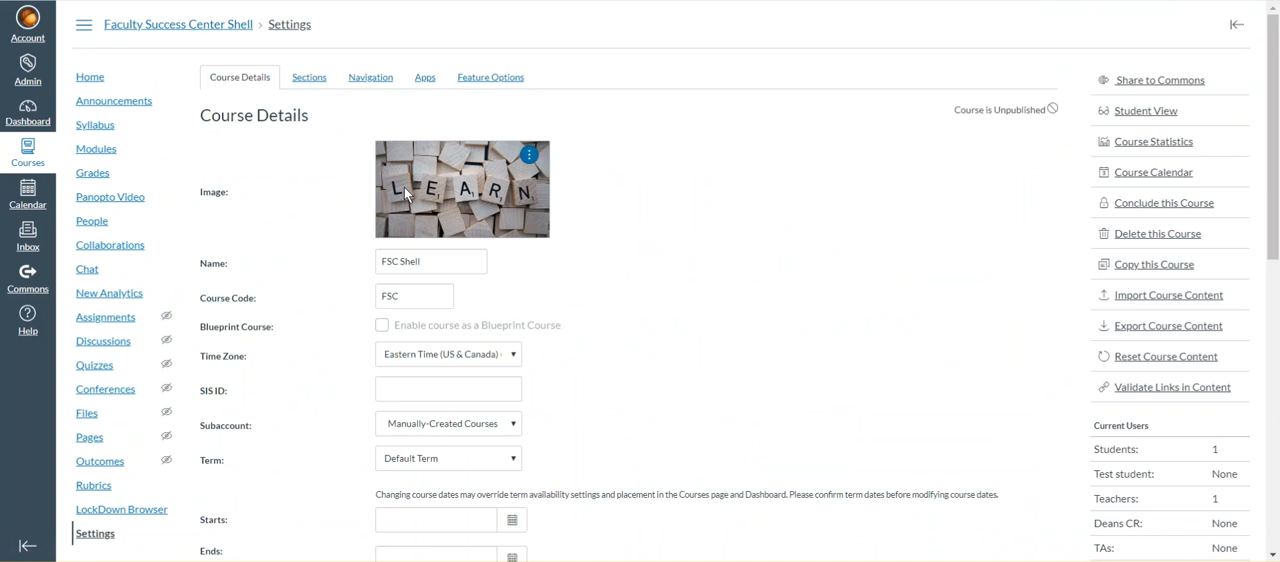 Account
Admin
Dashboard
Courses
Calendar
Inbox
Commons
Help
Faculty Success Center Shell > Settings
Home
Announcements
Syllabus
Modules
Grades
Panopto Video
People
Collaborations
Chat
New Analytics
Assignments
Discussions
Quizzes
Conferences
Files
Pages
Outcomes
Rubrics
LockDown Browser
Settings
Course Details Sections Navigation Apps Feature Options
Course Details
Course is Unpublished
Image:
LEARN
Name: FSC Shell
Course Code: FSC
Blueprint Course: Enable course as a Blueprint Course
Time Zone: Eastern Time (US & Canada)
SIS ID:
Subaccount: Manually-Created Courses
Term: Default Term
Changing course dates may override term availability settings and placement in the Courses page and Dashboard. Please confirm term dates before modifying course dates.
Starts:
Ends:
Share to Commons
Student View
Course Statistics
Course Calendar
Conclude this Course
Delete this Course
Copy this Course
Import Course Content
Export Course Content
Reset Course Content
Validate Links in Content
Current Users
Students: 1
Test student: None
Teachers: 1
Deans CR: None
TAs: None